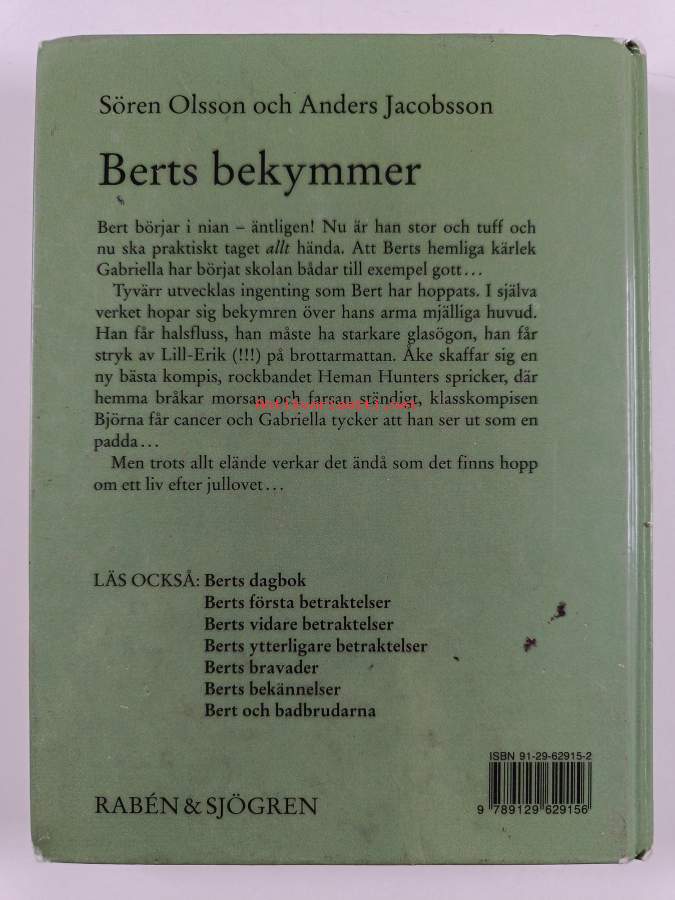 Sören Olsson och Anders Jacobsson
Berts bekymmer
Bert börjar i nian – äntligen! Nu är han stor och tuff och
nu ska praktiskt taget allt hända. Att Berts hemliga kärlek
Gabriella har börjat skolan bådar till exempel gott...
Tyvärr utvecklas ingenting som Bert har hoppats. I själva
verket hopar sig bekymren över hans arma mjälliga huvud.
Han får halsfluss, han måste ha starkare glasögon, han får
stryk av Lill-Erik (!!!) på brottarmattan. Åke skaffar sig en
ny bästa kompis, rockbandet Heman Hunters spricker, där
hemma bråkar morsan och farsan ständigt, klasskompisen
Björna får cancer och Gabriella tycker att han ser ut som en
padda...
Men trots allt elände verkar det ändå som det finns hopp
om ett liv efter jullovet...
LÄS OCKSÅ: Berts dagbok
Berts första betraktelser
Berts vidare betraktelser
Berts ytterligare betraktelser
Berts bravader
Berts bekännelser
Bert och badbrudarna
ISBN 91-29-62915-2
9 789129 629156
RABÉN & SJÖGREN